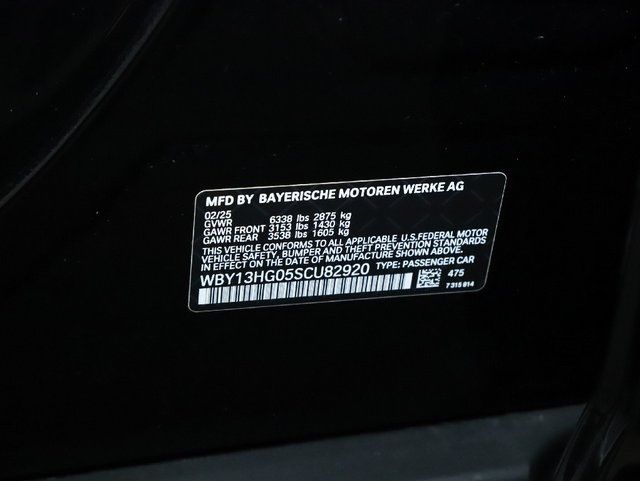 MFD BY BAYERISCHE MOTOREN WERKE AG
02/25
GVWR 6338 lbs 2875 kg
GAWR FRONT 3153 lbs 1430 kg
GAWR REAR 3538 lbs 1605 kg
THIS VEHICLE CONFORMS TO ALL APPLICABLE U.S.FEDERAL MOTOR
VEHICLE SAFETY, BUMPER AND THEFT PREVENTION STANDARDS
IN EFFECT ON THE DATE OF MANUFACTURE SHOWN ABOVE.
WBY13HG05SCU82920 TYPE: PASSENGER CAR
475
7 315 814